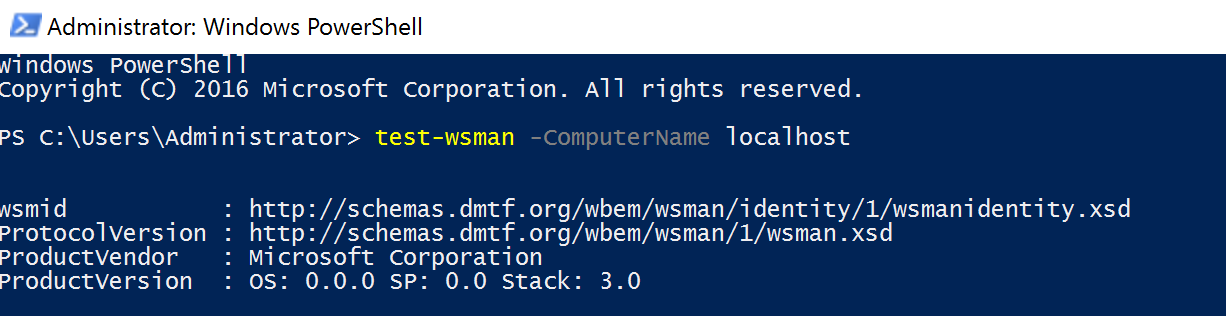 Administrator: Windows PowerShell
Windows PowerShell
Copyright (C) 2016 Microsoft Corporation. All rights reserved.
PS C:\Users\Administrator> test-wsman -ComputerName localhost
wsmid           : http://schemas.dmtf.org/wbem/wsman/identity/1/wsmanidentity.xsd
ProtocolVersion : http://schemas.dmtf.org/wbem/wsman/1/wsman.xsd
ProductVendor   : Microsoft Corporation
ProductVersion  : OS: 0.0.0 SP: 0.0 Stack: 3.0